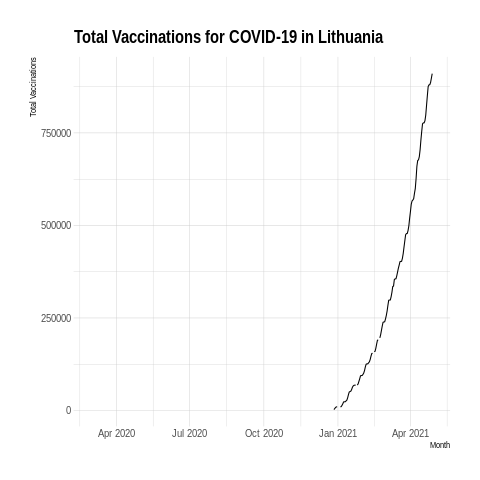 Total Vaccinations for COVID-19 in Lithuania
Total Vaccinations
750000
500000
250000
0
Apr 2020 Jul 2020 Oct 2020 Jan 2021 Apr 2021
Month